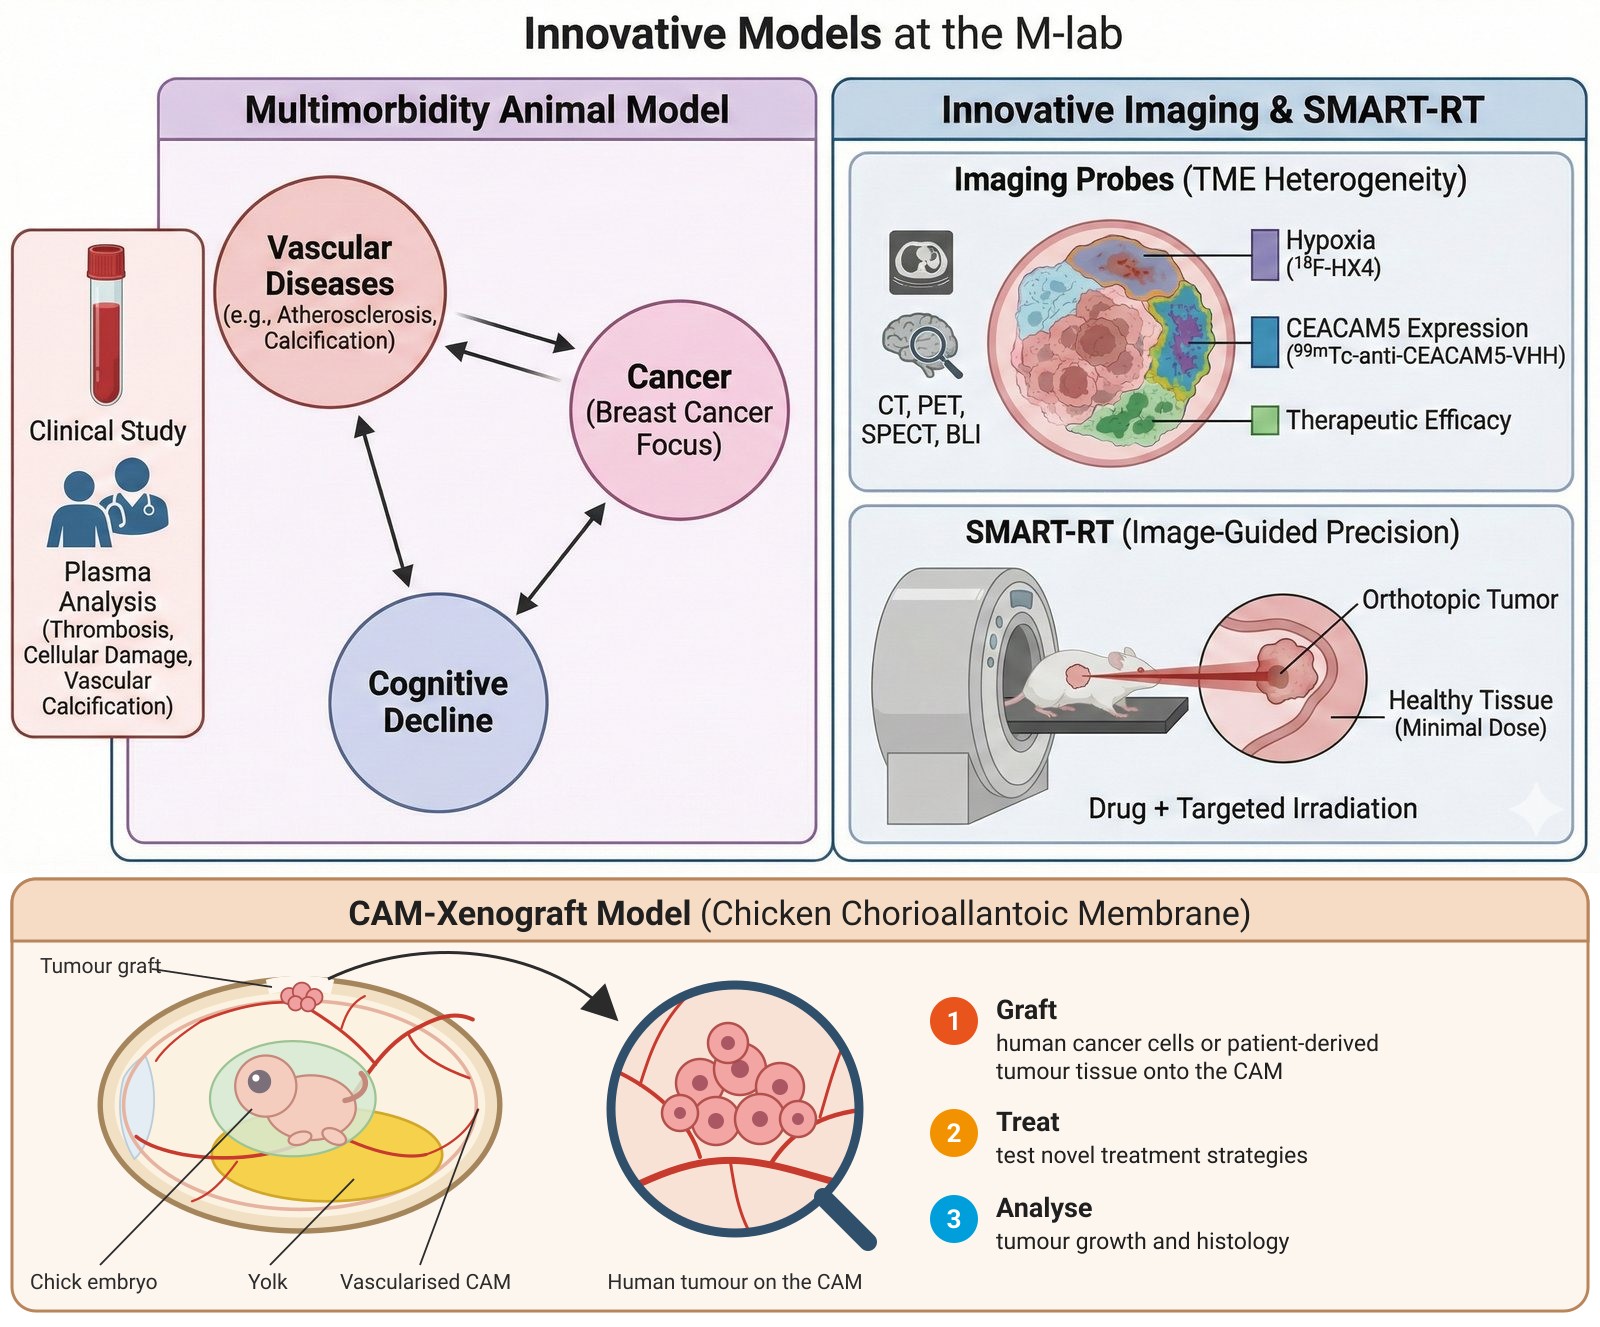 Innovative Models at the M-lab
Multimorbidity Animal Model
Vascular
Diseases
(e.g., Atherosclerosis,
Calcification)
Cancer
(Breast Cancer
Focus)
Cognitive
Decline
Clinical Study
Plasma
Analysis
(Thrombosis,
Cellular Damage,
Vascular
Calcification)
Innovative Imaging & SMART-RT
Imaging Probes (TME Heterogeneity)
CT, PET,
SPECT, BLI
Hypoxia
(¹⁸F-HX4)
CEACAM5 Expression
(⁹⁹ᵐTc-anti-CEACAM5-VHH)
Therapeutic Efficacy
SMART-RT (Image-Guided Precision)
Orthotopic Tumor
Healthy Tissue
(Minimal Dose)
Drug + Targeted Irradiation
CAM-Xenograft Model (Chicken Chorioallantoic Membrane)
Tumour graft
Chick embryo
Yolk
Vascularised CAM
Human tumour on the CAM
1 Graft
human cancer cells or patient-derived
tumour tissue onto the CAM
2 Treat
test novel treatment strategies
3 Analyse
tumour growth and histology